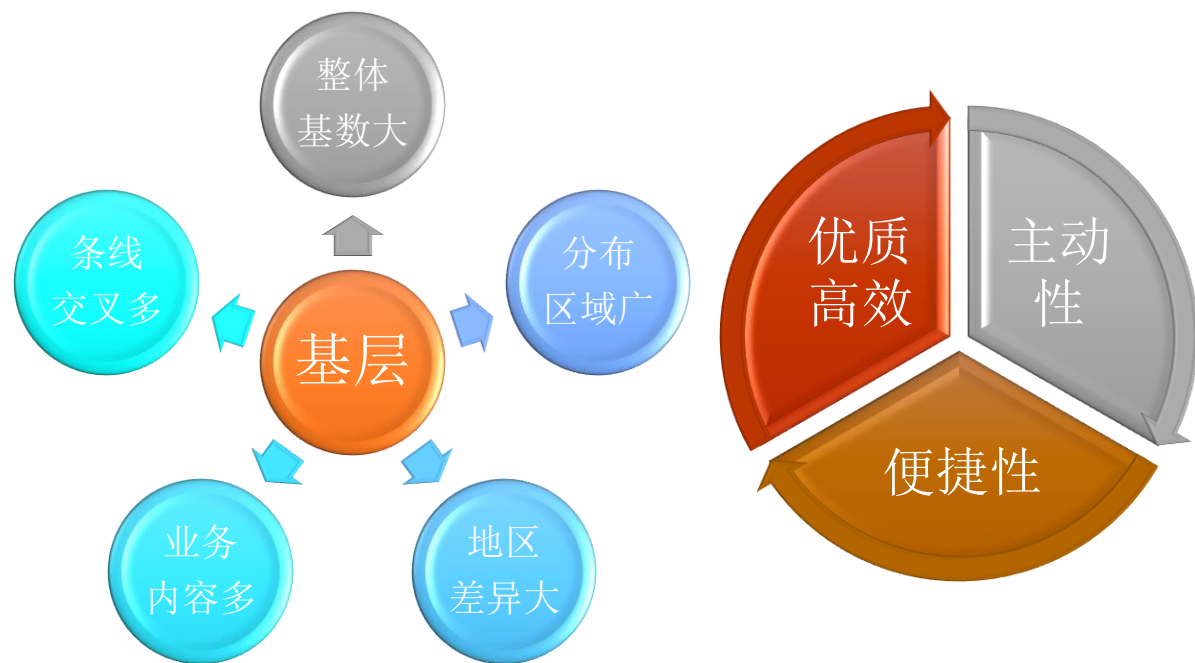 整体
基数大
条线
交叉多
分布
区域广
基层
业务
内容多
地区
差异大
优质
高效
主动
性
便捷性